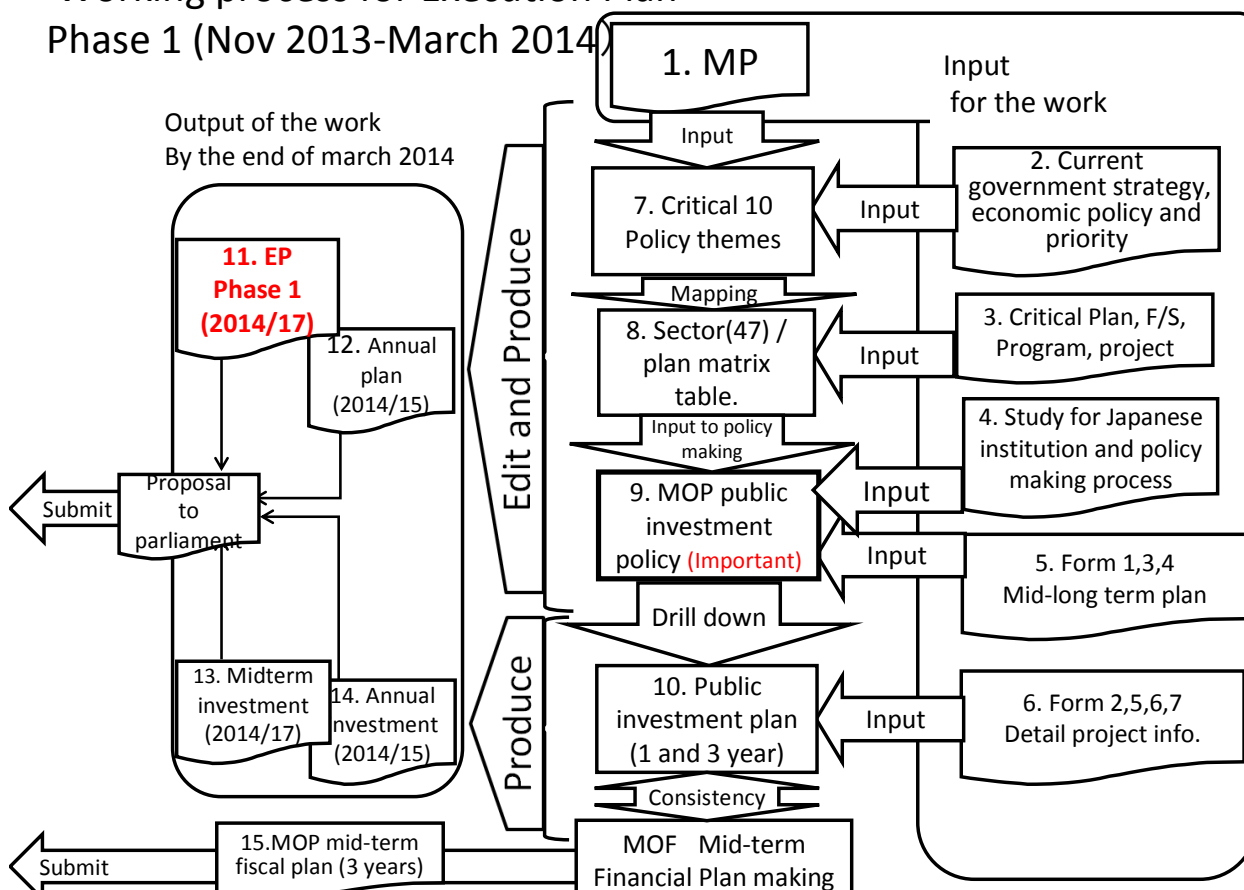 Working process for Execution Plan
Phase 1 (Nov 2013-March 2014)
1. MP
Input
for the work
Output of the work
By the end of march 2014
Input
2. Current
government strategy,
economic policy and
priority
Input
7. Critical 10
Policy themes
11. EP
Phase 1
(2014/17)
Mapping
3. Critical Plan, F/S,
Program, project
Input
8. Sector(47) /
plan matrix
table.
12. Annual
plan
(2014/15)
Edit and Produce
Input to policy
making
4. Study for Japanese
institution and policy
making process
Input
9. MOP public
investment
policy (Important)
Proposal
to
parliament
Submit
Input
5. Form 1,3,4
Mid-long term plan
Drill down
13. Midterm
investment
(2014/17)
14. Annual
investment
(2014/15)
Produce
10. Public
investment plan
(1 and 3 year)
Input
6. Form 2,5,6,7
Detail project info.
Consistency
15.MOP mid-term
fiscal plan (3 years)
Submit
MOF Mid-term
Financial Plan making